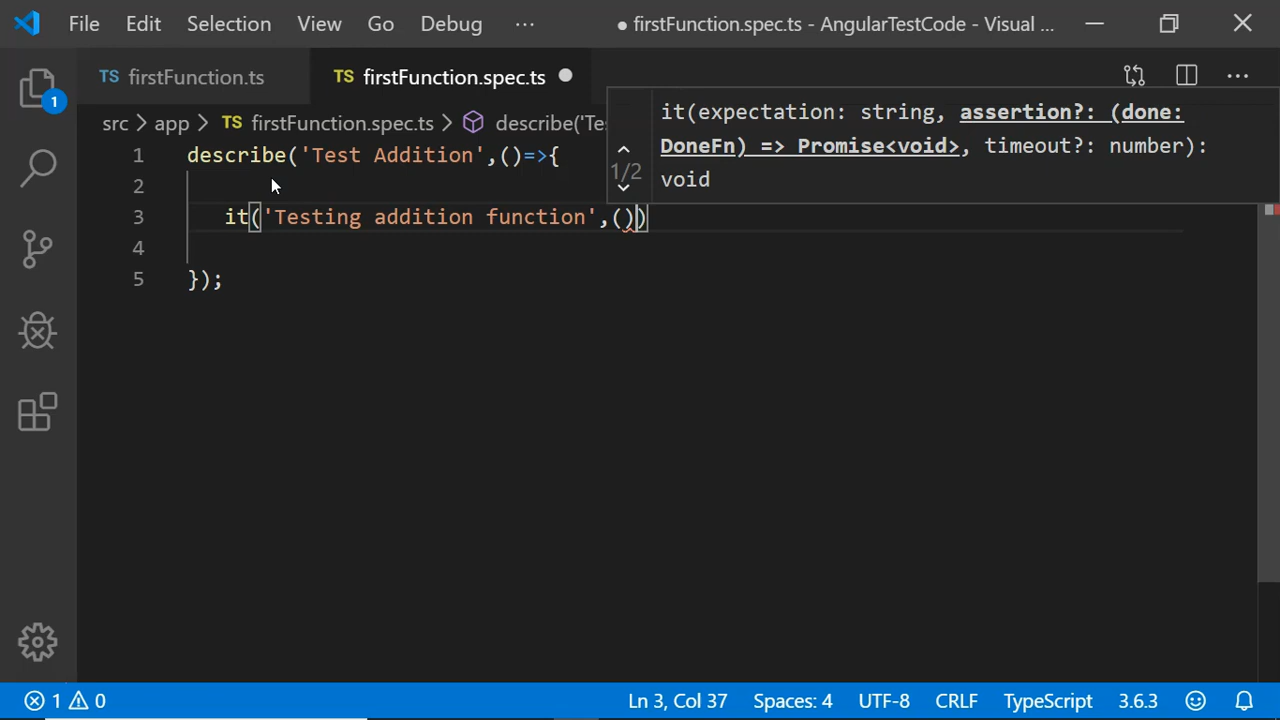 File Edit Selection View Go Debug ··· ● firstFunction.spec.ts - AngularTestCode - Visual ...
TS firstFunction.ts TS firstFunction.spec.ts ···
src > app > TS firstFunction.spec.ts > describe('Te
it(expectation: string, assertion?: (done:
DoneFn) => Promise<void>, timeout?: number):
void
1/2
1 describe('Test Addition',()=>{
2
3 it('Testing addition function',())
4
5 });
1
1 0 Ln 3, Col 37 Spaces: 4 UTF-8 CRLF TypeScript 3.6.3